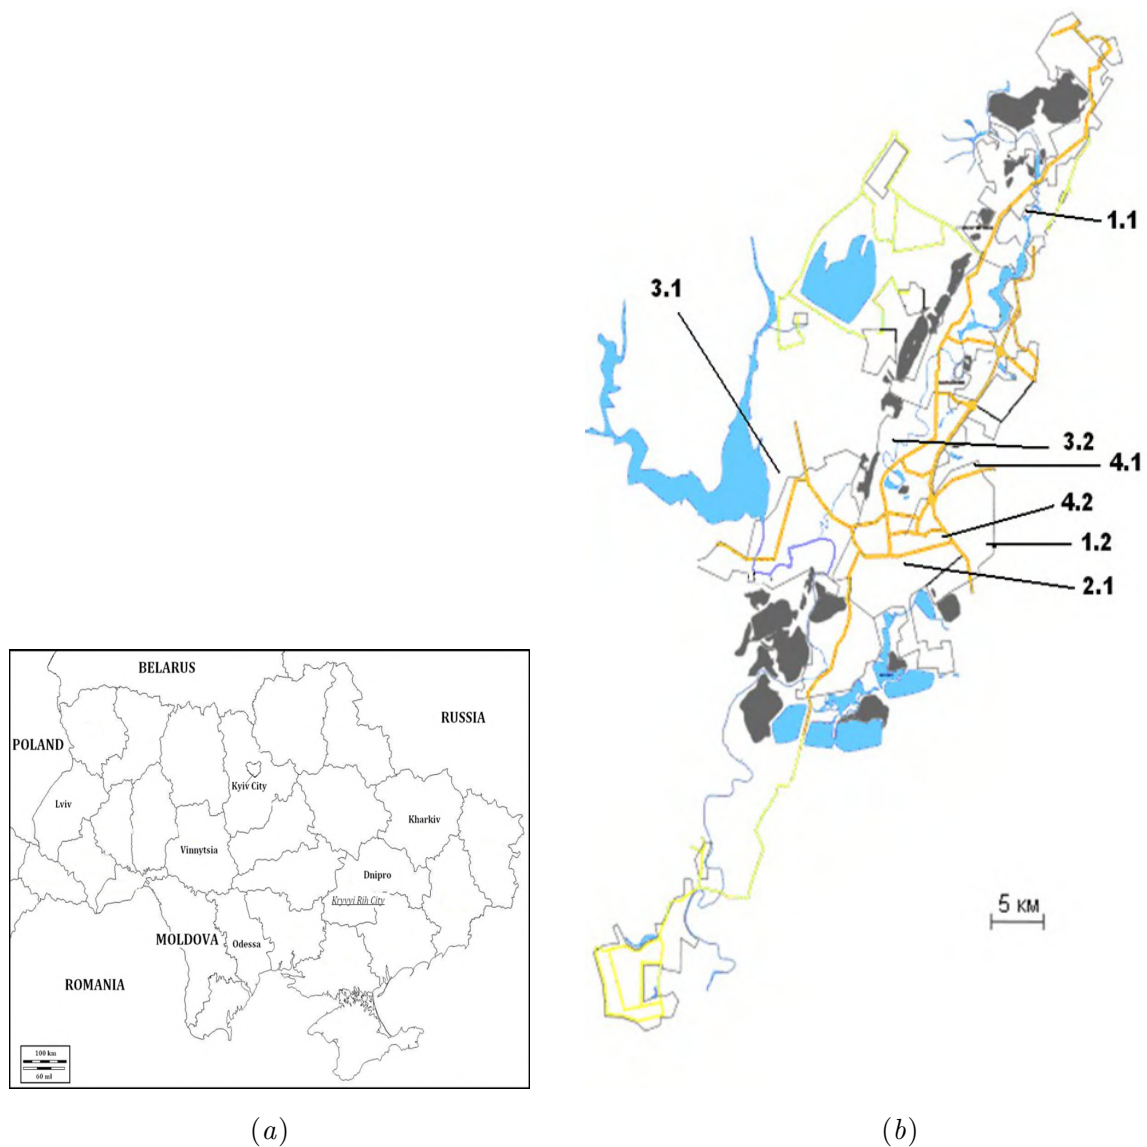 1.1
3.1
3.2
4.1
4.2
1.2
2.1
5 км
BELARUS
RUSSIA
POLAND
Kyiv City
Lviv
Kharkiv
Vinnytsia
Dnipro
Kryvyi Rih City
MOLDOVA
Odessa
ROMANIA
100 km
60 mi
(a)
(b)